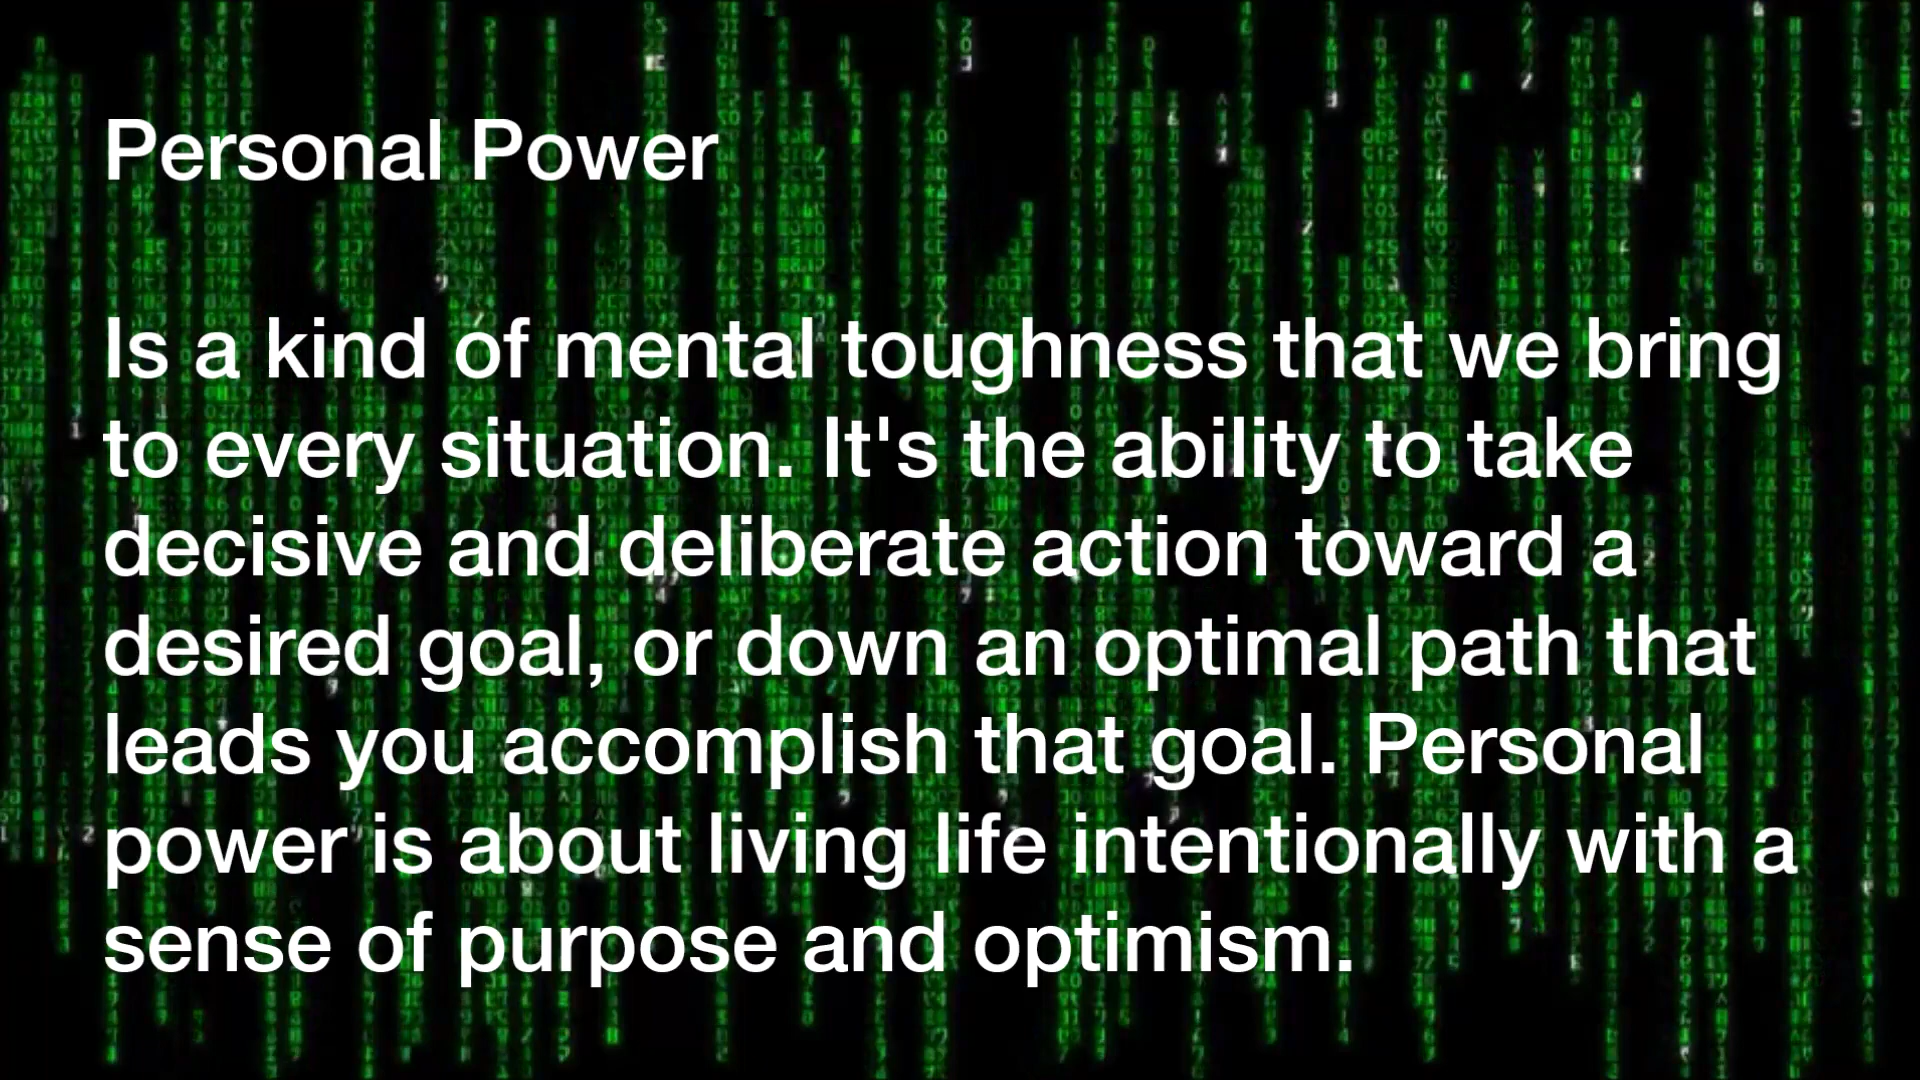 Personal Power
Is a kind of mental toughness that we bring
to every situation. It's the ability to take
decisive and deliberate action toward a
desired goal, or down an optimal path that
leads you accomplish that goal. Personal
power is about living life intentionally with a
sense of purpose and optimism.